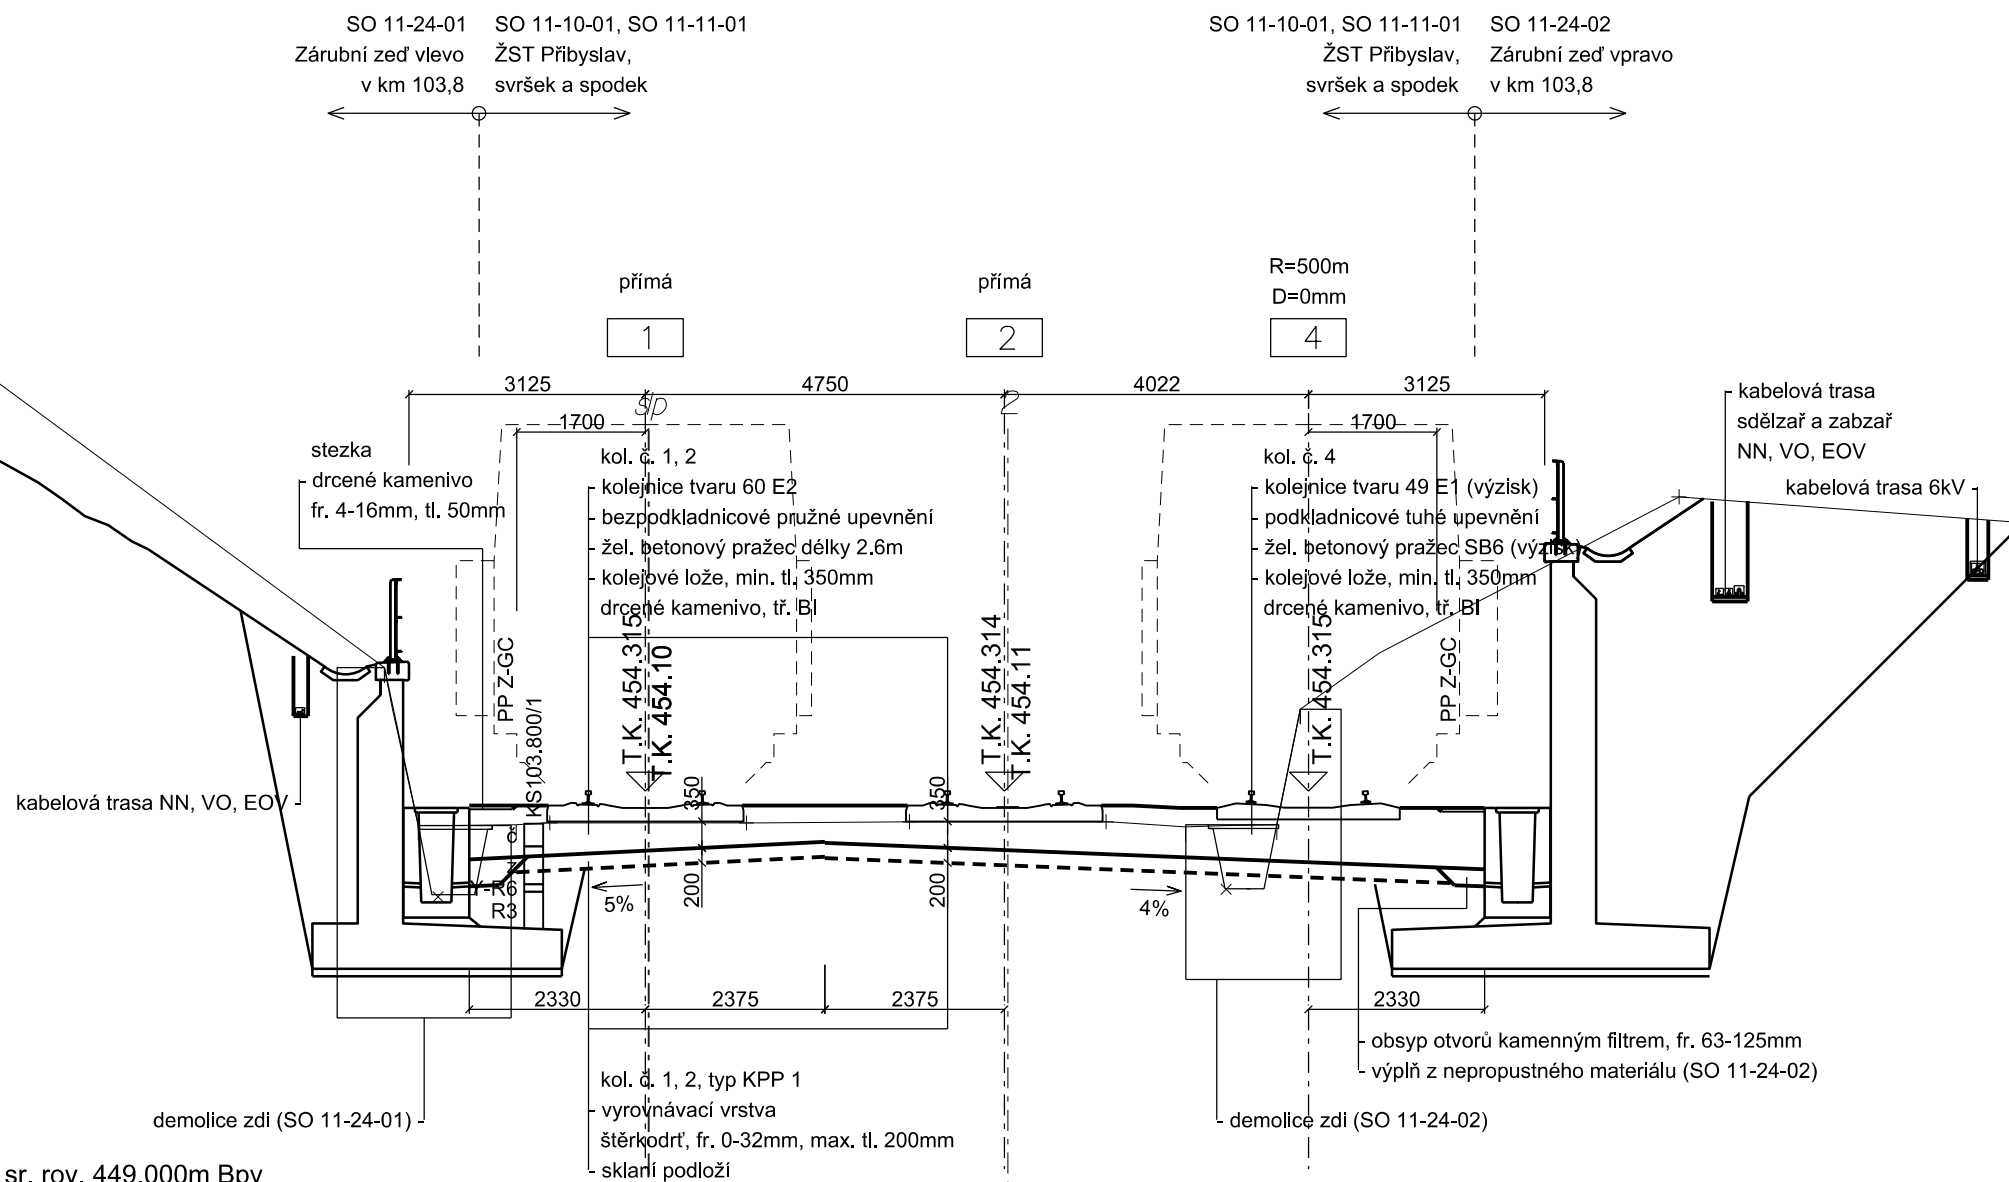 SO 11-24-01
Zárubní zeď vlevo
v km 103,8
SO 11-10-01, SO 11-11-01
ŽST Přibyslav,
svršek a spodek
SO 11-10-01, SO 11-11-01
ŽST Přibyslav,
svršek a spodek
SO 11-24-02
Zárubní zeď vpravo
v km 103,8
přímá
1
přímá
2
R=500m
D=0mm
4
3125
4750
4022
3125
sp
2
1700
1700
stezka
drcené kamenivo
fr. 4-16mm, tl. 50mm
kol. č. 1, 2
kolejnice tvaru 60 E2
bezpodkladnicové pružné upevnění
žel. betonový pražec délky 2.6m
kolejové lože, min. tl. 350mm
drcené kamenivo, tř. BI
kol. č. 4
kolejnice tvaru 49 E1 (výzisk)
podkladnicové tuhé upevnění
žel. betonový pražec SB6 (výzisk)
kolejové lože, min. tl. 350mm
drcené kamenivo, tř. BI
kabelová trasa
sdělzař a zabzař
NN, VO, EOV
kabelová trasa 6kV
PP Z-GC
KS103.800/1
T.K. 454.315
T.K. 454.10
T.K. 454.314
T.K. 454.11
T.K. 454.315
PP Z-GC
kabelová trasa NN, VO, EOV
350
350
č
z
Y-R6
R3
200
200
5%
4%
2330
2375
2375
2330
obsyp otvorů kamenným filtrem, fr. 63-125mm
výplň z nepropustného materiálu (SO 11-24-02)
demolice zdi (SO 11-24-01)
demolice zdi (SO 11-24-02)
kol. č. 1, 2, typ KPP 1
vyrovnávací vrstva
štěrkodrť, fr. 0-32mm, max. tl. 200mm
sklaní podloží
sr. rov. 449.000m Bpv